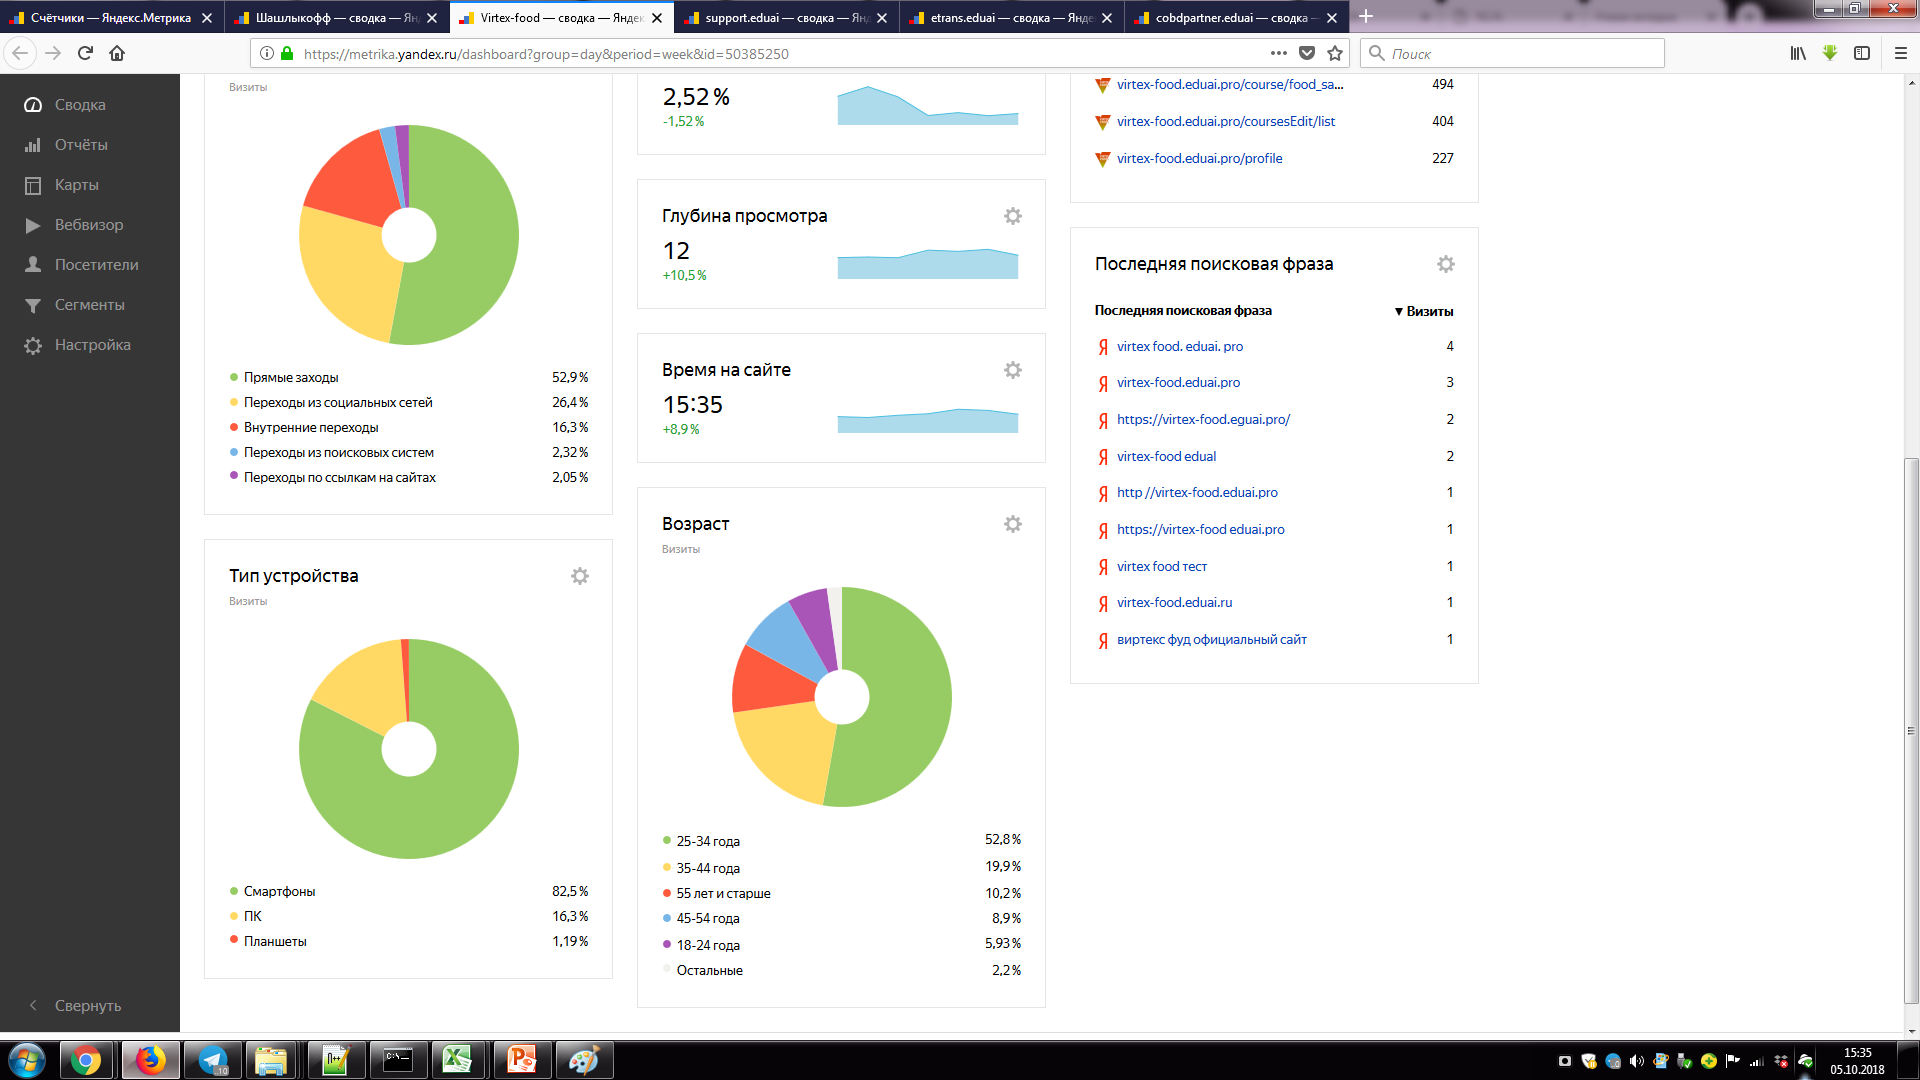 Счётчики — Яндекс.Метрика
Шашлыкофф — сводка — Ян
Virtex-food — сводка — Яндек
support.eduai — сводка — Ян
etrans.eduai — сводка — Янде
cobdpartner.eduai — сводка —
https://metrika.yandex.ru/dashboard?group=day&period=week&id=50385250
Поиск
Сводка
Отчёты
Карты
Вебвизор
Посетители
Сегменты
Настройка
Свернуть
Визиты
Прямые заходы 52,9 %
Переходы из социальных сетей 26,4 %
Внутренние переходы 16,3 %
Переходы из поисковых систем 2,32 %
Переходы по ссылкам на сайтах 2,05 %
Тип устройства
Визиты
Смартфоны 82,5 %
ПК 16,3 %
Планшеты 1,19 %
2,52 %
-1,52 %
Глубина просмотра
12
+10,5 %
Время на сайте
15:35
+8,9 %
Возраст
Визиты
25-34 года 52,8 %
35-44 года 19,9 %
55 лет и старше 10,2 %
45-54 года 8,9 %
18-24 года 5,93 %
Остальные 2,2 %
virtex-food.eduai.pro/course/food_sa... 494
virtex-food.eduai.pro/coursesEdit/list 404
virtex-food.eduai.pro/profile 227
Последняя поисковая фраза
Последняя поисковая фраза ▼ Визиты
Я virtex food. eduai. pro 4
Я virtex-food.eduai.pro 3
Я https://virtex-food.eguai.pro/ 2
Я virtex-food edual 2
Я http //virtex-food.eduai.pro 1
Я https://virtex-food eduai.pro 1
Я virtex food тест 1
Я virtex-food.eduai.ru 1
Я виртекс фуд официальный сайт 1
10
15:35
05.10.2018